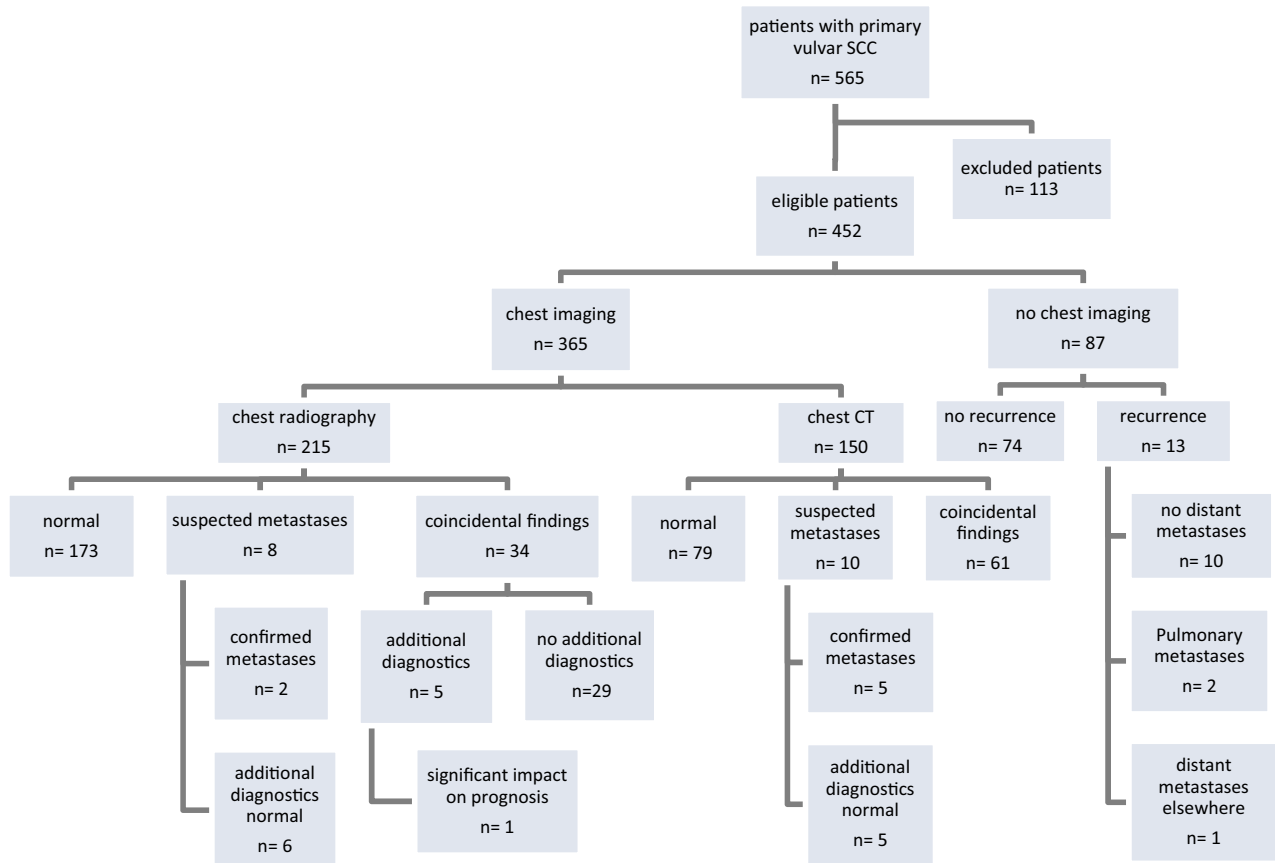 patients with primary
vulvar SCC
n= 565
excluded patients
n= 113
eligible patients
n= 452
chest imaging
n= 365
no chest imaging
n= 87
chest radiography
n= 215
chest CT
n= 150
no recurrence
n= 74
recurrence
n= 13
normal
n= 173
suspected metastases
n= 8
coincidental findings
n= 34
normal
n= 79
suspected
metastases
n= 10
coincidental
findings
n= 61
no distant
metastases
n= 10
confirmed
metastases
n= 2
additional
diagnostics
n= 5
no additional
diagnostics
n=29
confirmed
metastases
n= 5
Pulmonary
metastases
n= 2
additional
diagnostics
normal
n= 6
significant impact
on prognosis
n= 1
additional
diagnostics
normal
n= 5
distant
metastases
elsewhere
n= 1